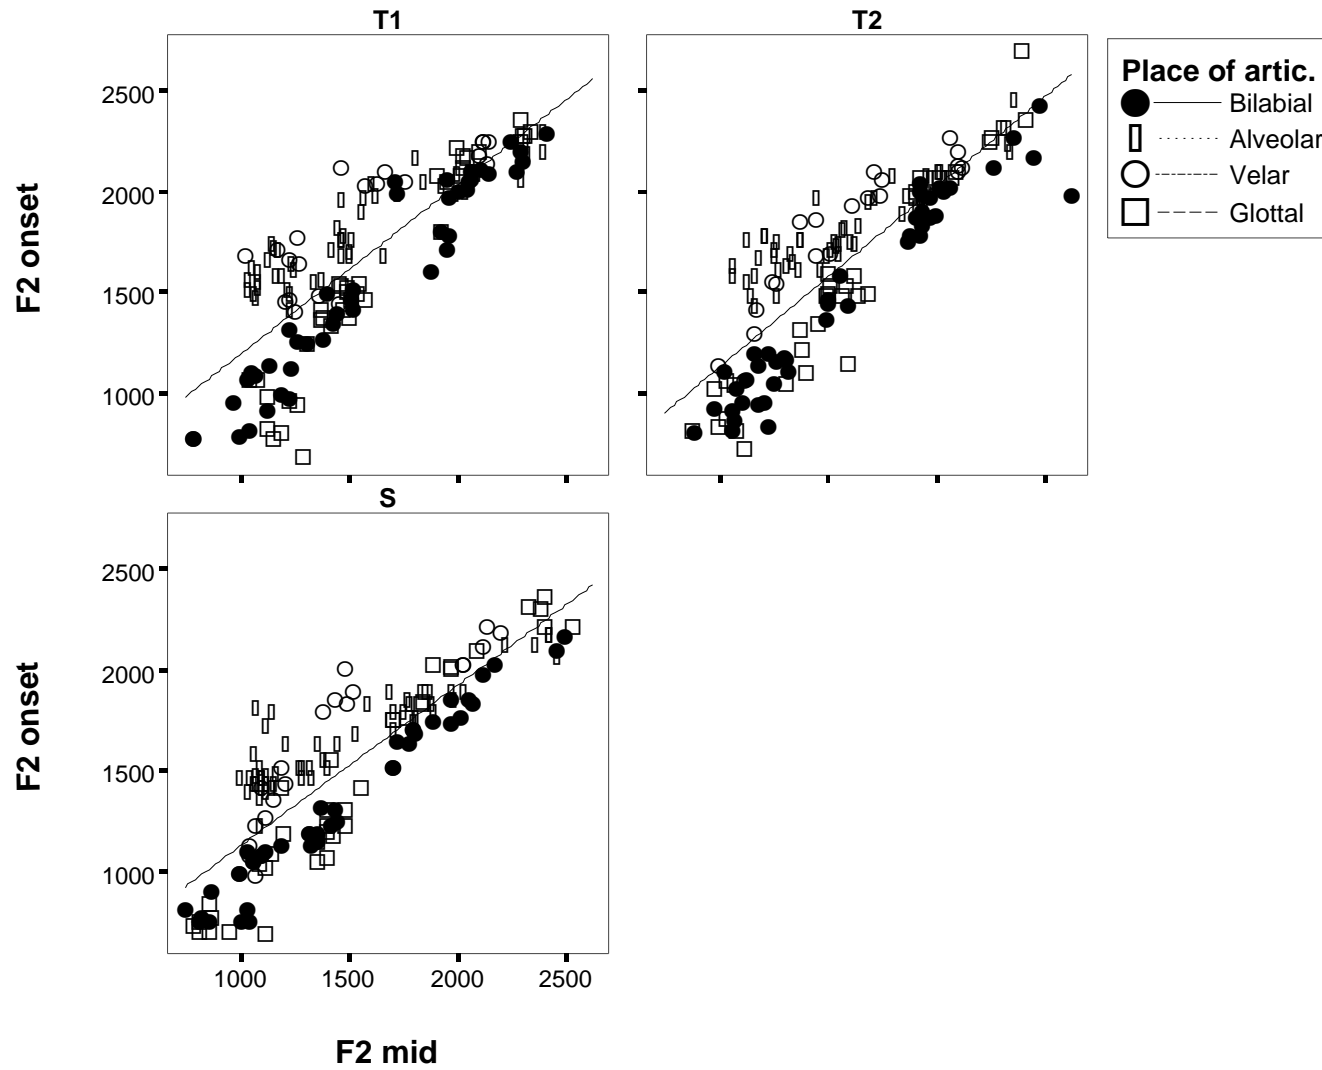 T1
T2
2500
2000
1500
1000
F2 onset
Place of artic.
Bilabial
Alveolar
Velar
Glottal
S
2500
2000
1500
1000
F2 onset
1000 1500 2000 2500
F2 mid